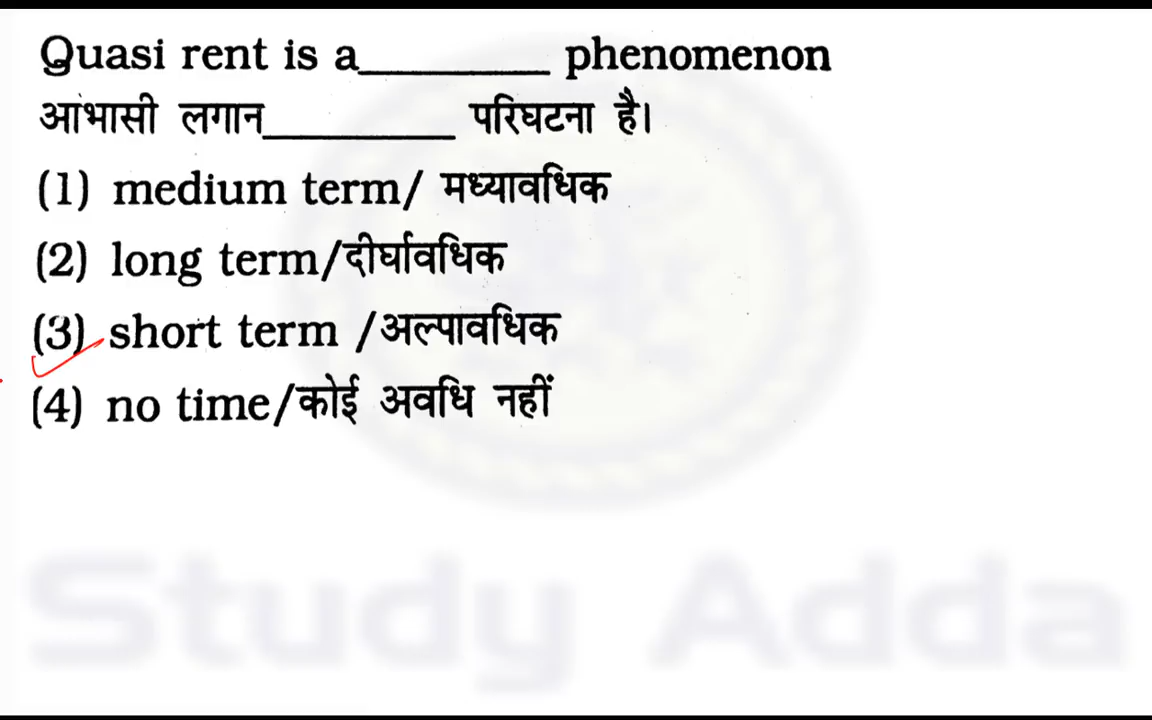 Quasi rent is a________ phenomenon
आभासी लगान________ परिघटना है।
(1) medium term/ मध्यावधिक
(2) long term/दीर्घावधिक
(3) short term /अल्पावधिक
(4) no time/कोई अवधि नहीं
Study Adda